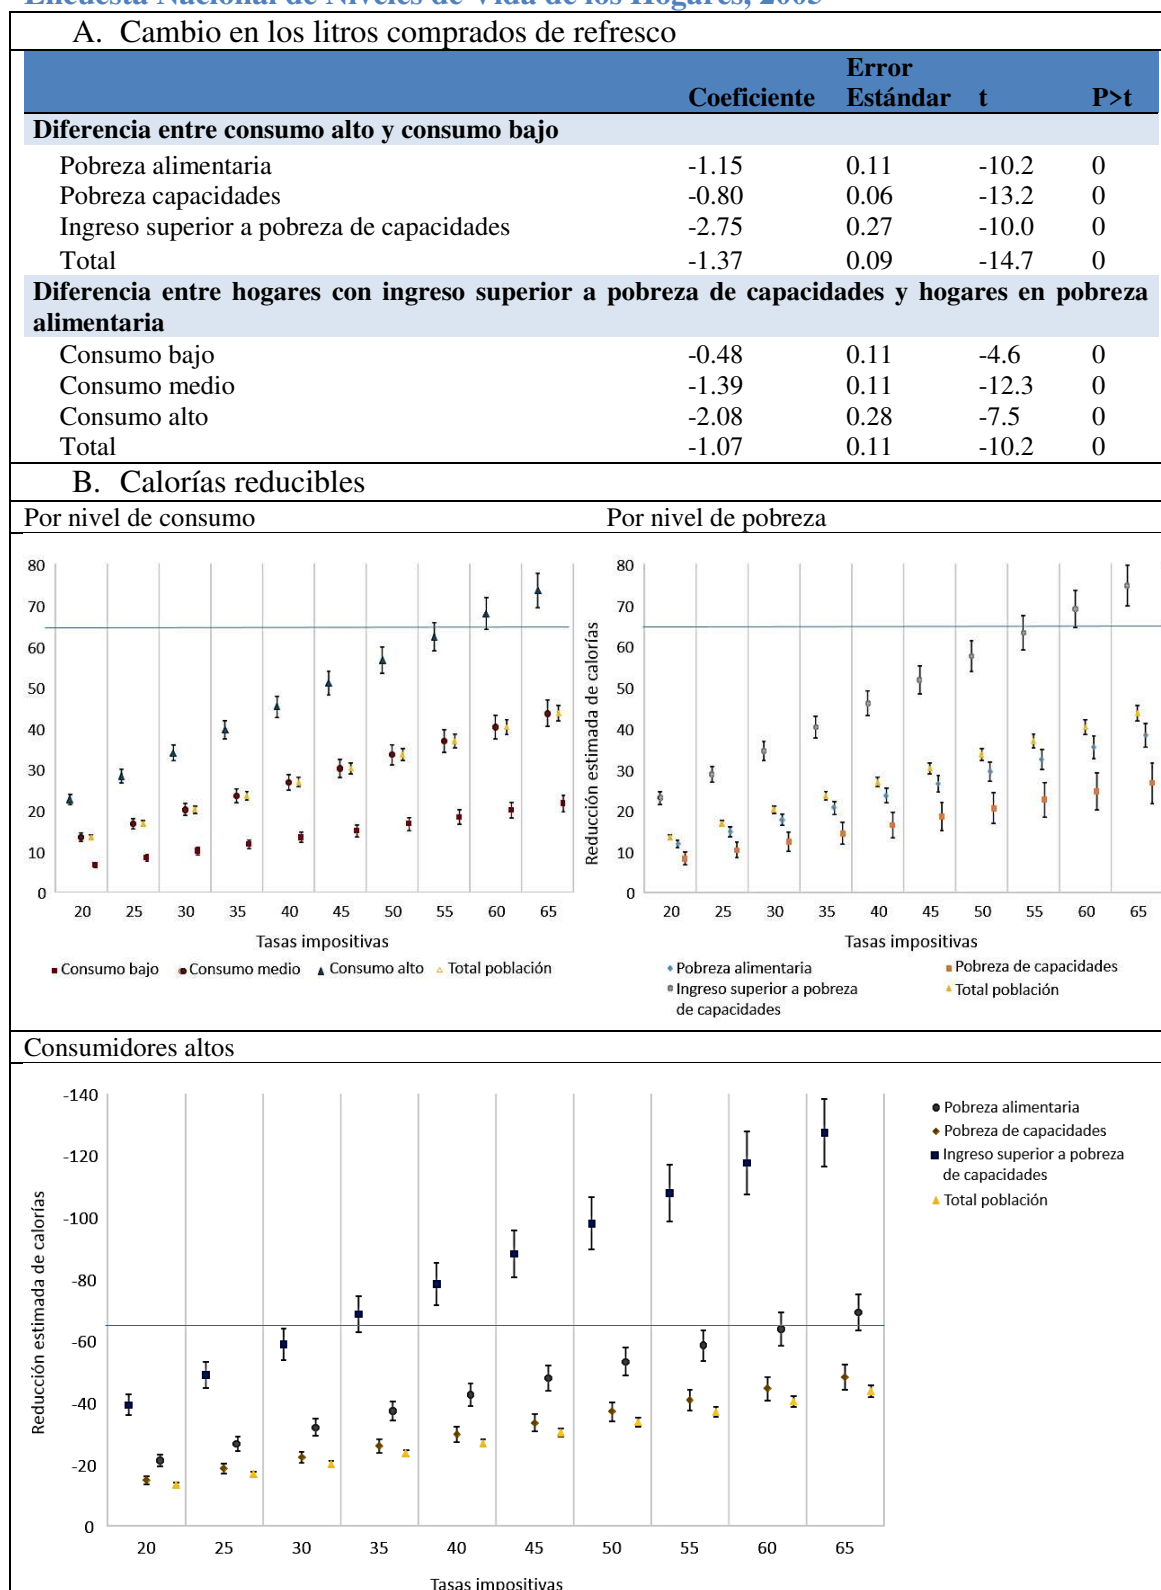 Encuesta Nacional de Niveles de Vida de los Hogares, 2005
A. Cambio en los litros comprados de refresco
Coeficiente Error Estándar t P>t
Diferencia entre consumo alto y consumo bajo
Pobreza alimentaria -1.15 0.11 -10.2 0
Pobreza capacidades -0.80 0.06 -13.2 0
Ingreso superior a pobreza de capacidades -2.75 0.27 -10.0 0
Total -1.37 0.09 -14.7 0
Diferencia entre hogares con ingreso superior a pobreza de capacidades y hogares en pobreza
alimentaria
Consumo bajo -0.48 0.11 -4.6 0
Consumo medio -1.39 0.11 -12.3 0
Consumo alto -2.08 0.28 -7.5 0
Total -1.07 0.11 -10.2 0
B. Calorías reducibles
Por nivel de consumo
80
70
60
50
40
30
20
10
0
20 25 30 35 40 45 50 55 60 65
Tasas impositivas
Consumo bajo Consumo medio Consumo alto Total población
Por nivel de pobreza
Reducción estimada de calorías
80
70
60
50
40
30
20
10
0
20 25 30 35 40 45 50 55 60 65
Tasas impositivas
Pobreza alimentaria Pobreza de capacidades
Ingreso superior a pobreza Total población
de capacidades
Consumidores altos
Reducción estimada de calorías
-140
-120
-100
-80
-60
-40
-20
0
20 25 30 35 40 45 50 55 60 65
Tasas impositivas
Pobreza alimentaria
Pobreza de capacidades
Ingreso superior a pobreza
de capacidades
Total población